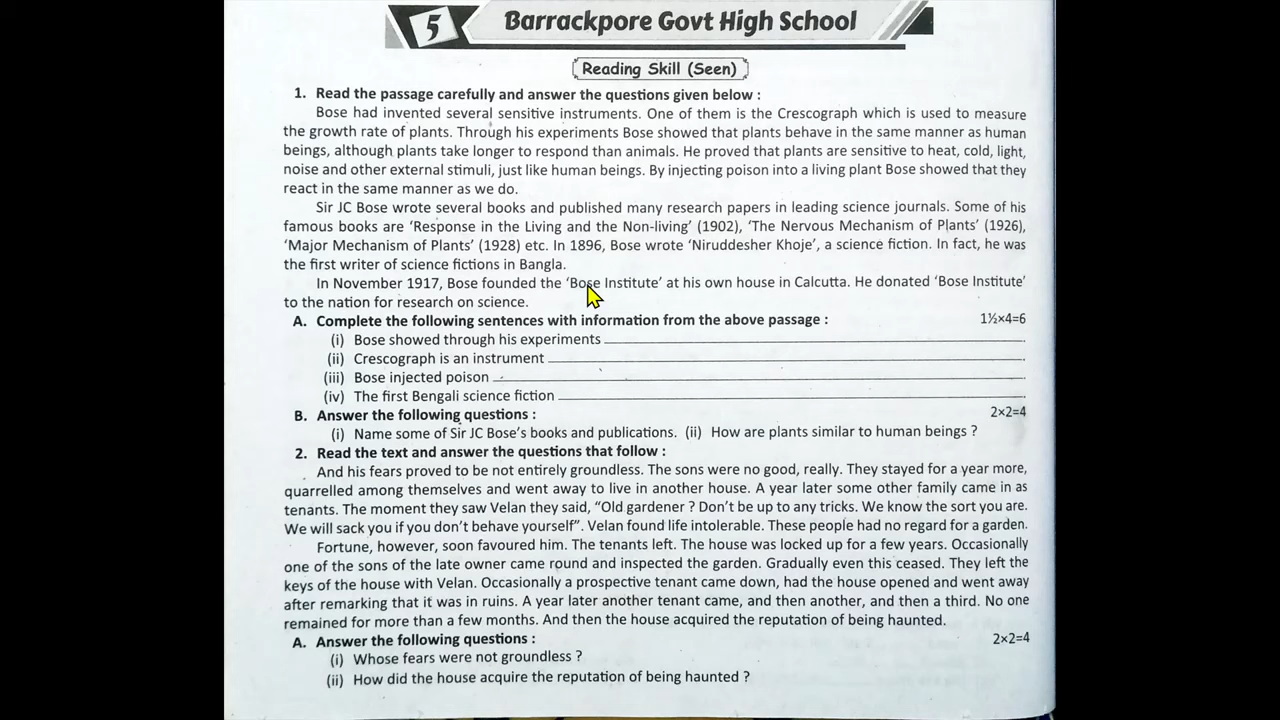 5 Barrackpore Govt High School
Reading Skill (Seen)
1. Read the passage carefully and answer the questions given below :
Bose had invented several sensitive instruments. One of them is the Crescograph which is used to measure
the growth rate of plants. Through his experiments Bose showed that plants behave in the same manner as human
beings, although plants take longer to respond than animals. He proved that plants are sensitive to heat, cold, light,
noise and other external stimuli, just like human beings. By injecting poison into a living plant Bose showed that they
react in the same manner as we do.
Sir JC Bose wrote several books and published many research papers in leading science journals. Some of his
famous books are ‘Response in the Living and the Non-living’ (1902), ‘The Nervous Mechanism of Plants’ (1926),
‘Major Mechanism of Plants’ (1928) etc. In 1896, Bose wrote ‘Niruddesher Khoje’, a science fiction. In fact, he was
the first writer of science fictions in Bangla.
In November 1917, Bose founded the ‘Bose Institute’ at his own house in Calcutta. He donated ‘Bose Institute’
to the nation for research on science.
A. Complete the following sentences with information from the above passage : 1½×4=6
(i) Bose showed through his experiments ________.
(ii) Crescograph is an instrument ________.
(iii) Bose injected poison ________.
(iv) The first Bengali science fiction ________.
B. Answer the following questions : 2×2=4
(i) Name some of Sir JC Bose’s books and publications. (ii) How are plants similar to human beings ?
2. Read the text and answer the questions that follow :
And his fears proved to be not entirely groundless. The sons were no good, really. They stayed for a year more,
quarrelled among themselves and went away to live in another house. A year later some other family came in as
tenants. The moment they saw Velan they said, “Old gardener ? Don’t be up to any tricks. We know the sort you are.
We will sack you if you don’t behave yourself”. Velan found life intolerable. These people had no regard for a garden.
Fortune, however, soon favoured him. The tenants left. The house was locked up for a few years. Occasionally
one of the sons of the late owner came round and inspected the garden. Gradually even this ceased. They left the
keys of the house with Velan. Occasionally a prospective tenant came down, had the house opened and went away
after remarking that it was in ruins. A year later another tenant came, and then another, and then a third. No one
remained for more than a few months. And then the house acquired the reputation of being haunted.
A. Answer the following questions : 2×2=4
(i) Whose fears were not groundless ?
(ii) How did the house acquire the reputation of being haunted ?